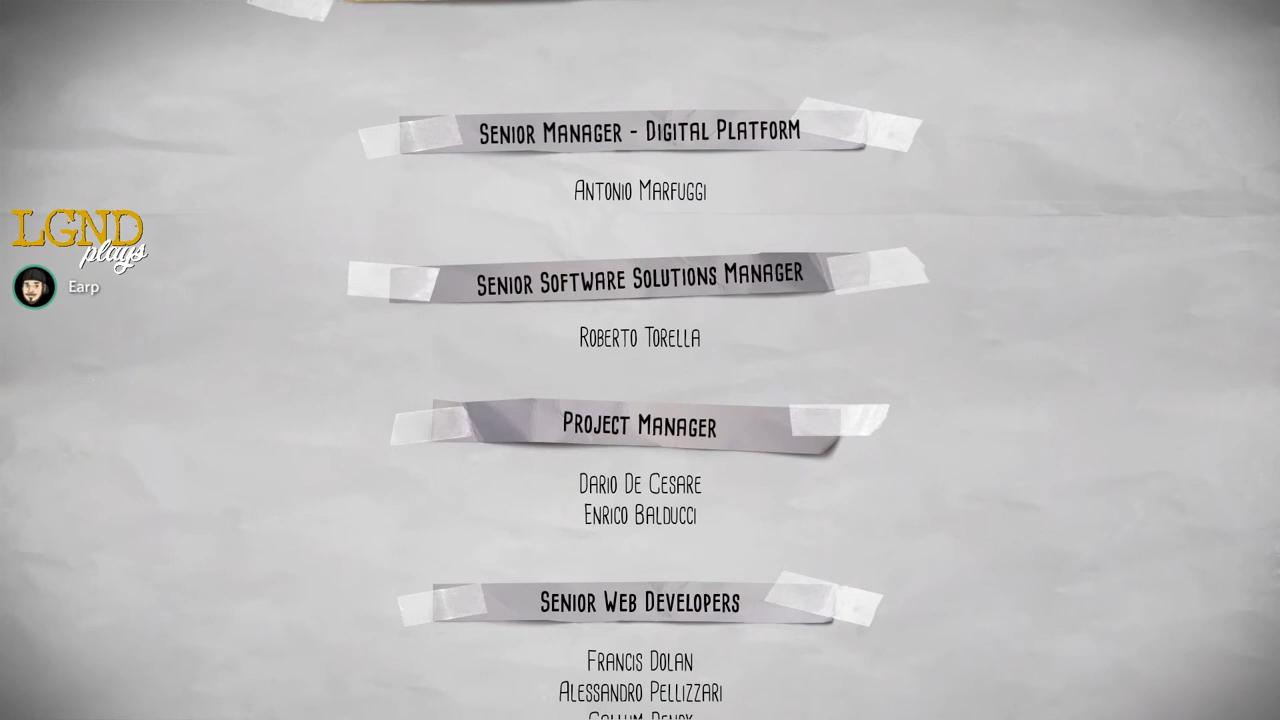 Senior Manager - Digital Platform
Antonio Marfuggi
LGND
plays
Earp
Senior Software Solutions Manager
Roberto Torella
Project Manager
Dario De Cesare
Enrico Balducci
Senior Web Developers
Francis Dolan
Alessandro Pellizzari